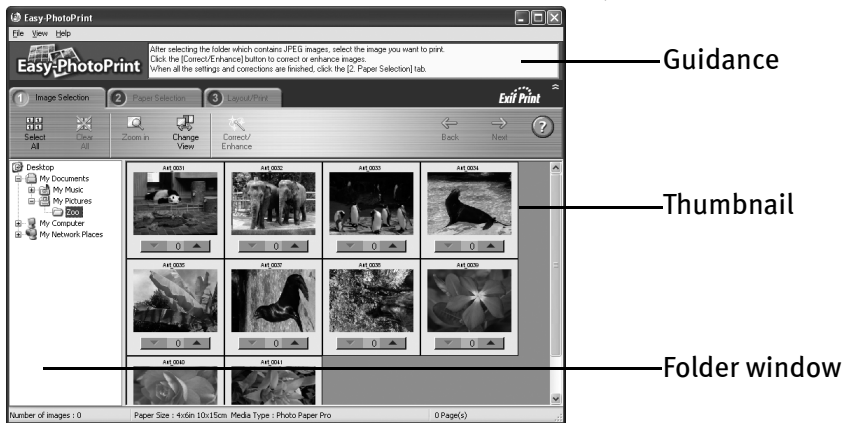 Easy-PhotoPrint
File View Help
Easy-PhotoPrint
After selecting the folder which contains JPEG images, select the image you want to print.
Click the [Correct/Enhance] button to correct or enhance images.
When all the settings and corrections are finished, click the [2. Paper Selection] tab.
Guidance
1 Image Selection 2 Paper Selection 3 Layout/Print
Exif Print
Select All
Clear All
Zoom in
Change View
Correct/ Enhance
Back
Next
?
Desktop
My Documents
My Music
My Pictures
Zoo
My Computer
My Network Places
Art_0031 Art_0032 Art_0033 Art_0034
0 0 0 0
Thumbnail
Art_0035 Art_0037 Art_0038 Art_0039
0 0 0 0
Art_0040 Art_0041
Folder window
Number of images : 0 Paper Size : 4x6in 10x15cm Media Type : Photo Paper Pro 0 Page(s)